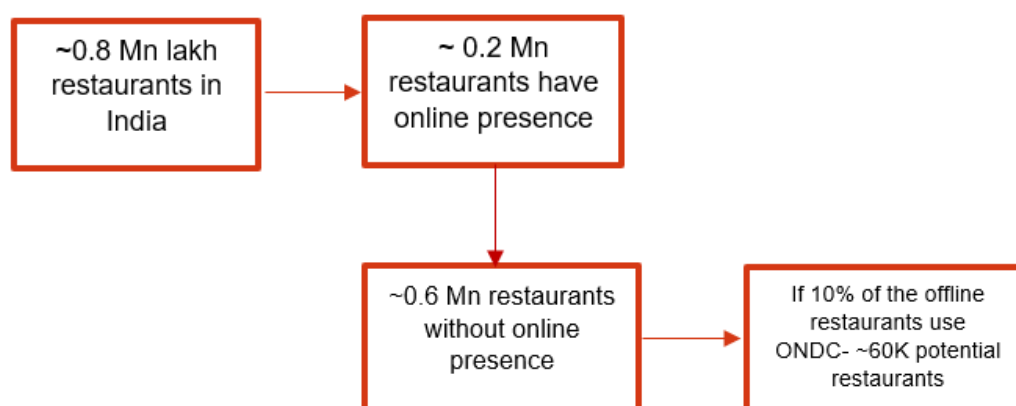 ~0.8 Mn lakh
restaurants in
India
~ 0.2 Mn
restaurants have
online presence
~0.6 Mn restaurants
without online
presence
If 10% of the offline
restaurants use
ONDC- ~60K potential
restaurants